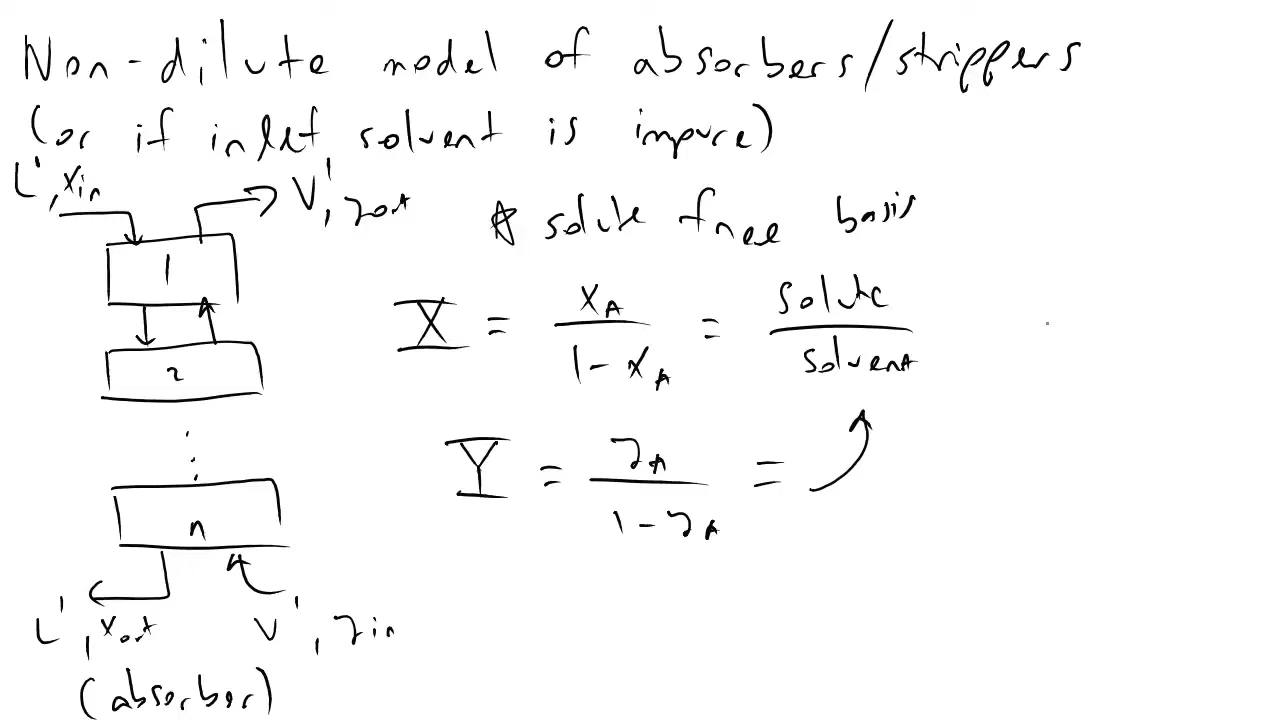 Non-dilute model of absorbers/strippers
(or if inlet solvent is impure)
L', xin
V', yout
* solute free basis
1
X = xA / 1 - xA = solute / solvent
2
⋮
Y = yA / 1 - yA =
n
L', xout
V', yin
(absorber)